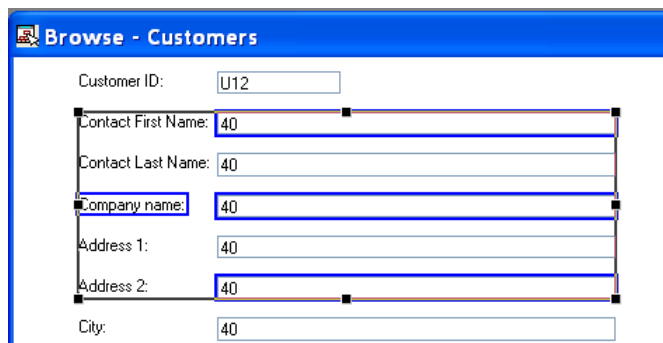 Browse - Customers
Customer ID: U12
Contact First Name: 40
Contact Last Name: 40
Company name: 40
Address 1: 40
Address 2: 40
City: 40